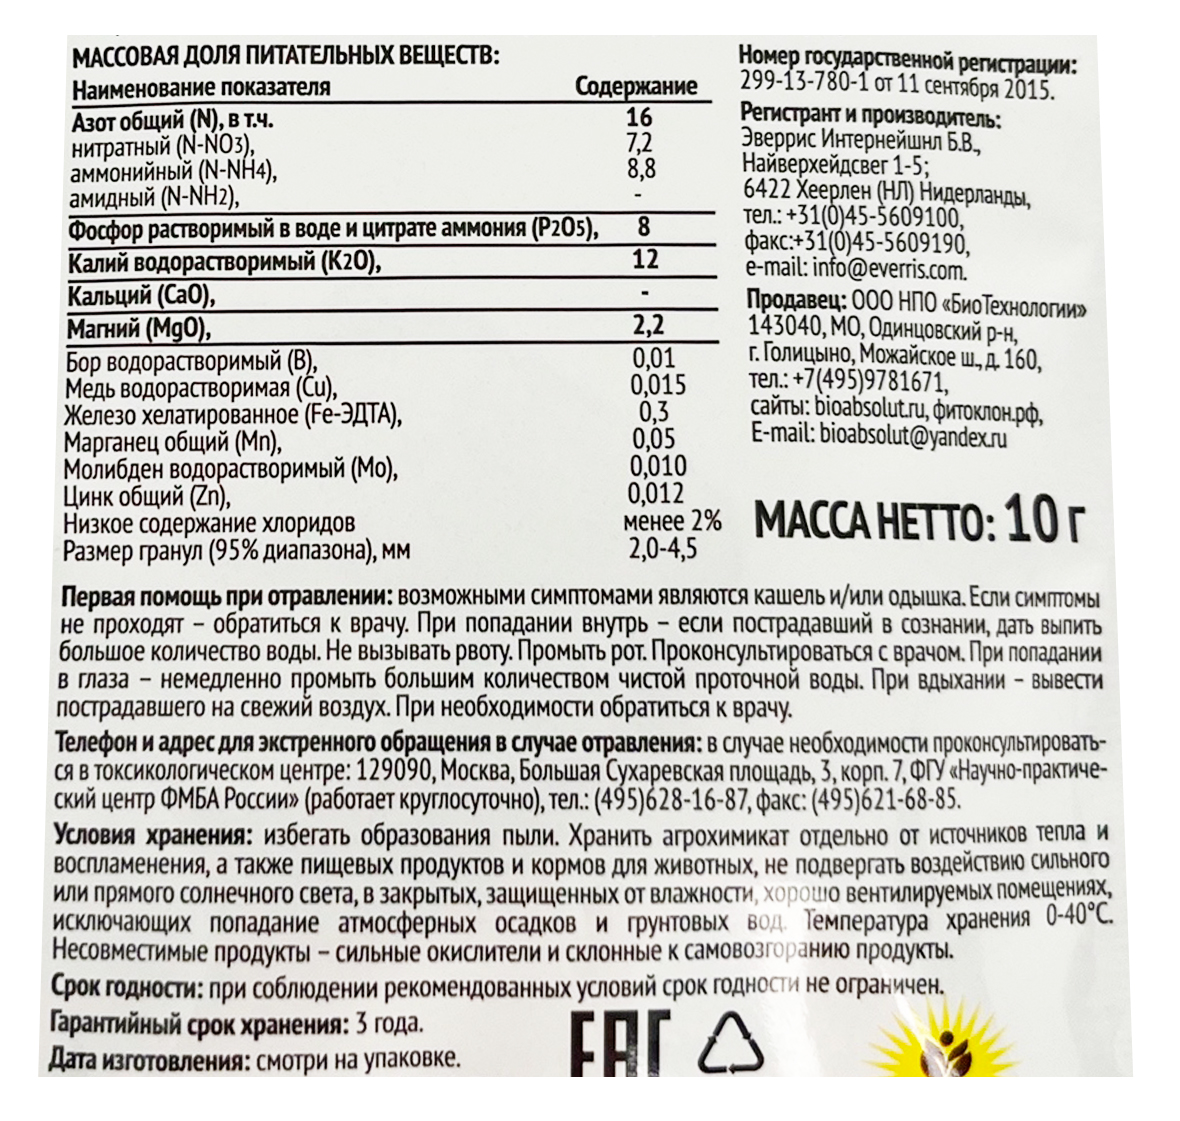 МАССОВАЯ ДОЛЯ ПИТАТЕЛЬНЫХ ВЕЩЕСТВ:
Наименование показателя Содержание
Азот общий (N), в т.ч. 16
нитратный (N-NO3), 7,2
аммонийный (N-NH4), 8,8
амидный (N-NH2), -
Фосфор растворимый в воде и цитрате аммония (P2O5), 8
Калий водорастворимый (K2O), 12
Кальций (CaO), -
Магний (MgO), 2,2
Бор водорастворимый (B), 0,01
Медь водорастворимая (Cu), 0,015
Железо хелатированное (Fe-ЭДТА), 0,3
Марганец общий (Mn), 0,05
Молибден водорастворимый (Mo), 0,010
Цинк общий (Zn), 0,012
Низкое содержание хлоридов менее 2%
Размер гранул (95% диапазона), мм 2,0-4,5
Номер государственной регистрации:
299-13-780-1 от 11 сентября 2015.
Регистрант и производитель:
Эверрис Интернейшнл Б.В.,
Найверхейдсвег 1-5;
6422 Хеерлен (НЛ) Нидерланды,
тел.: +31(0)45-5609100,
факс:+31(0)45-5609190,
e-mail: info@everris.com.
Продавец: ООО НПО «БиоТехнологии»
143040, МО, Одинцовский р-н,
г. Голицыно, Можайское ш., д. 160,
тел.: +7(495)9781671,
сайты: bioabsolut.ru, фитоклон.рф,
E-mail: bioabsolut@yandex.ru
МАССА НЕТТО: 10 г
Первая помощь при отравлении: возможными симптомами являются кашель и/или одышка. Если симптомы
не проходят – обратиться к врачу. При попадании внутрь – если пострадавший в сознании, дать выпить
большое количество воды. Не вызывать рвоту. Промыть рот. Проконсультироваться с врачом. При попадании
в глаза – немедленно промыть большим количеством чистой проточной воды. При вдыхании – вывести
пострадавшего на свежий воздух. При необходимости обратиться к врачу.
Телефон и адрес для экстренного обращения в случае отравления: в случае необходимости проконсультировать-
ся в токсикологическом центре: 129090, Москва, Большая Сухаревская площадь, 3, корп. 7, ФГУ «Научно-практиче-
ский центр ФМБА России» (работает круглосуточно), тел.: (495)628-16-87, факс: (495)621-68-85.
Условия хранения: избегать образования пыли. Хранить агрохимикат отдельно от источников тепла и
воспламенения, а также пищевых продуктов и кормов для животных, не подвергать воздействию сильного
или прямого солнечного света, в закрытых, защищенных от влажности, хорошо вентилируемых помещениях,
исключающих попадание атмосферных осадков и грунтовых вод. Температура хранения 0-40°С.
Несовместимые продукты – сильные окислители и склонные к самовозгоранию продукты.
Срок годности: при соблюдении рекомендованных условий срок годности не ограничен.
Гарантийный срок хранения: 3 года.
Дата изготовления: смотри на упаковке.
EAC